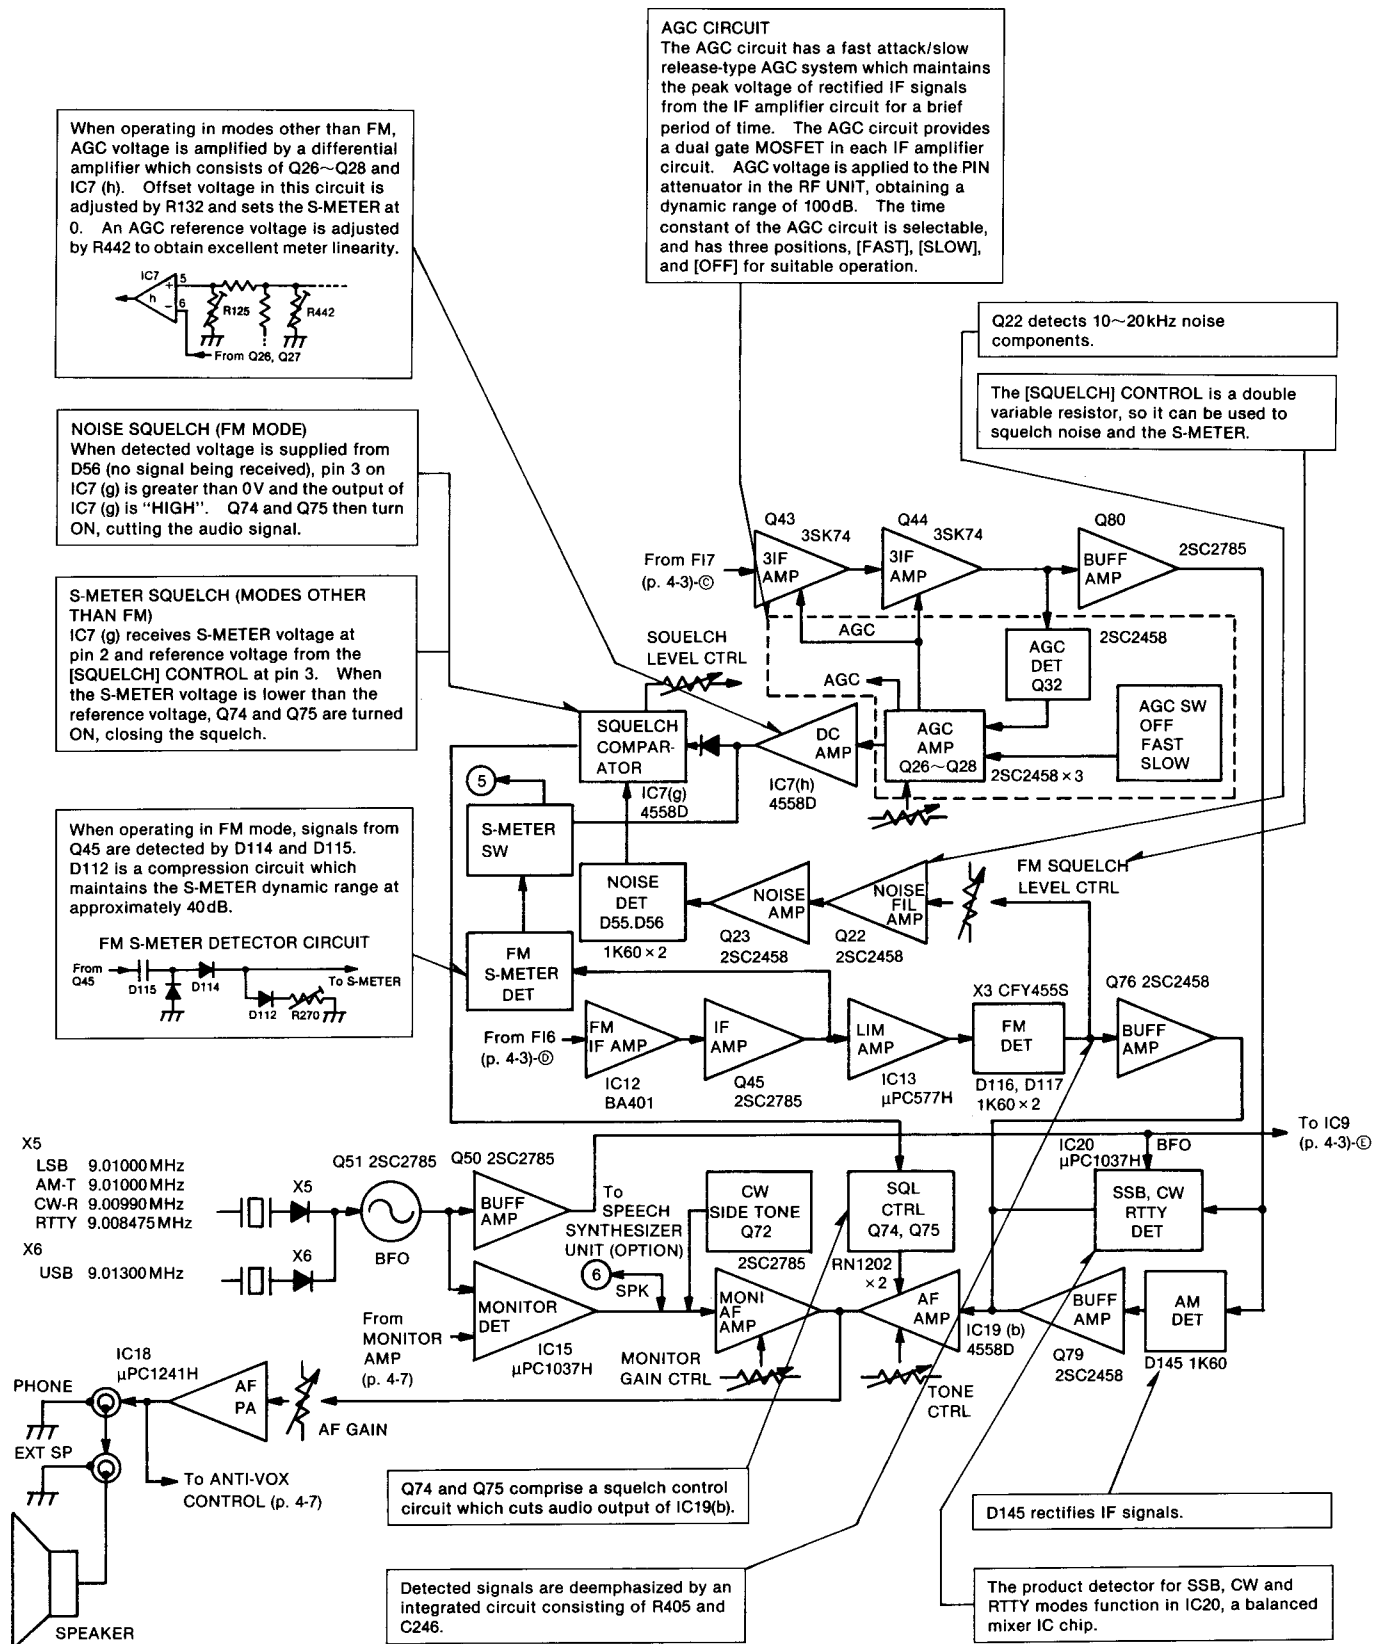 AGC CIRCUIT
The AGC circuit has a fast attack/slow
release-type AGC system which maintains
the peak voltage of rectified IF signals
from the IF amplifier circuit for a brief
period of time. The AGC circuit provides
a dual gate MOSFET in each IF amplifier
circuit. AGC voltage is applied to the PIN
attenuator in the RF UNIT, obtaining a
dynamic range of 100dB. The time
constant of the AGC circuit is selectable,
and has three positions, [FAST], [SLOW],
and [OFF] for suitable operation.
When operating in modes other than FM,
AGC voltage is amplified by a differential
amplifier which consists of Q26~Q28 and
IC7 (h). Offset voltage in this circuit is
adjusted by R132 and sets the S-METER at
0. An AGC reference voltage is adjusted
by R442 to obtain excellent meter linearity.
IC7
5
+
h
−
6
R125
R442
From Q26, Q27
Q22 detects 10~20kHz noise
components.
The [SQUELCH] CONTROL is a double
variable resistor, so it can be used to
squelch noise and the S-METER.
NOISE SQUELCH (FM MODE)
When detected voltage is supplied from
D56 (no signal being received), pin 3 on
IC7 (g) is greater than 0V and the output of
IC7 (g) is "HIGH". Q74 and Q75 then turn
ON, cutting the audio signal.
S-METER SQUELCH (MODES OTHER
THAN FM)
IC7 (g) receives S-METER voltage at
pin 2 and reference voltage from the
[SQUELCH] CONTROL at pin 3. When
the S-METER voltage is lower than the
reference voltage, Q74 and Q75 are turned
ON, closing the squelch.
When operating in FM mode, signals from
Q45 are detected by D114 and D115.
D112 is a compression circuit which
maintains the S-METER dynamic range at
approximately 40dB.
FM S-METER DETECTOR CIRCUIT
From
Q45
D115
D114
To S-METER
D112
R270
From FI7
(p. 4-3)-Ⓒ
Q43
3SK74
3IF
AMP
Q44
3SK74
3IF
AMP
Q80
2SC2785
BUFF
AMP
AGC
2SC2458
AGC
DET
Q32
SOUELCH
LEVEL CTRL
AGC
SQUELCH
COMPAR-
ATOR
IC7(g)
4558D
DC
AMP
IC7(h)
4558D
AGC
AMP
Q26~Q28
2SC2458×3
AGC SW
OFF
FAST
SLOW
5
S-METER
SW
NOISE
DET
D55.D56
1K60×2
NOISE
AMP
Q23
2SC2458
NOISE
FIL
AMP
Q22
2SC2458
FM SQUELCH
LEVEL CTRL
FM
S-METER
DET
From FI6
(p. 4-3)-Ⓓ
FM
IF AMP
IC12
BA401
IF
AMP
Q45
2SC2785
LIM
AMP
IC13
μPC577H
X3 CFY455S
FM
DET
D116, D117
1K60×2
Q76 2SC2458
BUFF
AMP
To IC9
(p. 4-3)-Ⓔ
X5
LSB 9.01000MHz
AM-T 9.01000MHz
CW-R 9.00990MHz
RTTY 9.008475MHz
X6
USB 9.01300MHz
X5
X6
Q51 2SC2785
BFO
Q50 2SC2785
BUFF
AMP
To
SPEECH
SYNTHESIZER
UNIT (OPTION)
6
SPK
CW
SIDE TONE
Q72
2SC2785
SQL
CTRL
Q74, Q75
RN1202
×2
IC20
μPC1037H
BFO
SSB, CW
RTTY
DET
MONITOR
DET
IC15
μPC1037H
From
MONITOR
AMP
(p. 4-7)
MONI
AF
AMP
MONITOR
GAIN CTRL
AF
AMP
IC19 (b)
4558D
TONE
CTRL
BUFF
AMP
Q79
2SC2458
AM
DET
D145 1K60
IC18
μPC1241H
AF
PA
AF GAIN
PHONE
EXT SP
To ANTI-VOX
CONTROL (p. 4-7)
SPEAKER
Q74 and Q75 comprise a squelch control
circuit which cuts audio output of IC19(b).
D145 rectifies IF signals.
Detected signals are deemphasized by an
integrated circuit consisting of R405 and
C246.
The product detector for SSB, CW and
RTTY modes function in IC20, a balanced
mixer IC chip.